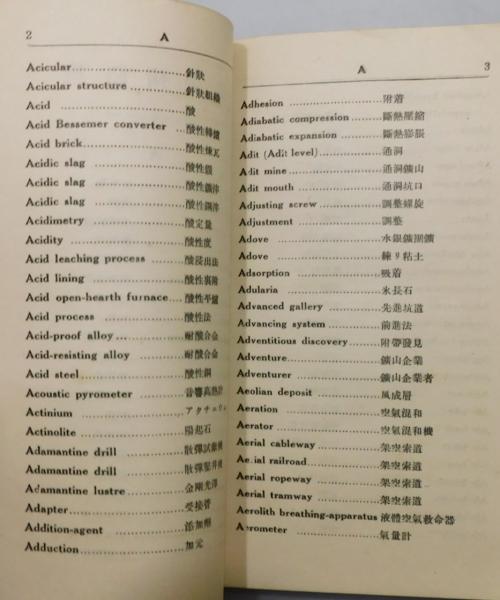 2
A
Acicular 針狀
Acicular structure 針狀組織
Acid 酸
Acid Bessemer converter 酸性轉爐
Acid brick 酸性煉瓦
Acidic slag 酸性鍰
Acidic slag 酸性鑛滓
Acidic slag 酸性鋼滓
Acidimetry 酸定量
Acidity 酸性度
Acid leaching process 酸浸出法
Acid lining 酸性裏附
Acid open-hearth furnace 酸性平爐
Acid process 酸性法
Acid-proof alloy 耐酸合金
Acid-resisting alloy 耐酸合金
Acid steel 酸性鋼
Acoustic pyrometer 音響高熱計
Actinium アクチニウム
Actinolite 陽起石
Adamantine drill 散彈試錐機
Adamantine drill 散彈鑿井機
Adamantine lustre 金剛光澤
Adapter 受接管
Addition-agent 添加劑
Adduction 加元
A
3
Adhesion 附着
Adiabatic compression 斷熱壓縮
Adiabatic expansion 斷熱膨脹
Adit (Adit level) 通洞
Adit mine 通洞鑛山
Adit mouth 通洞坑口
Adjusting screw 調整螺旋
Adjustment 調整
Adove 水銀鑛團鑛
Adove 練り粘土
Adsorption 吸着
Adularia 氷長石
Advanced gallery 先進坑道
Advancing system 前進法
Adventitious discovery 附帶發見
Adventure 鑛山企業
Adventurer 鑛山企業者
Aeolian deposit 風成層
Aeration 空氣混和
Aerator 空氣混和機
Aerial cableway 架空索道
Aerial railroad 架空索道
Aerial ropeway 架空索道
Aerial tramway 架空索道
Aerolith breathing-apparatus 液體空氣救命器
Aerometer 氣量計